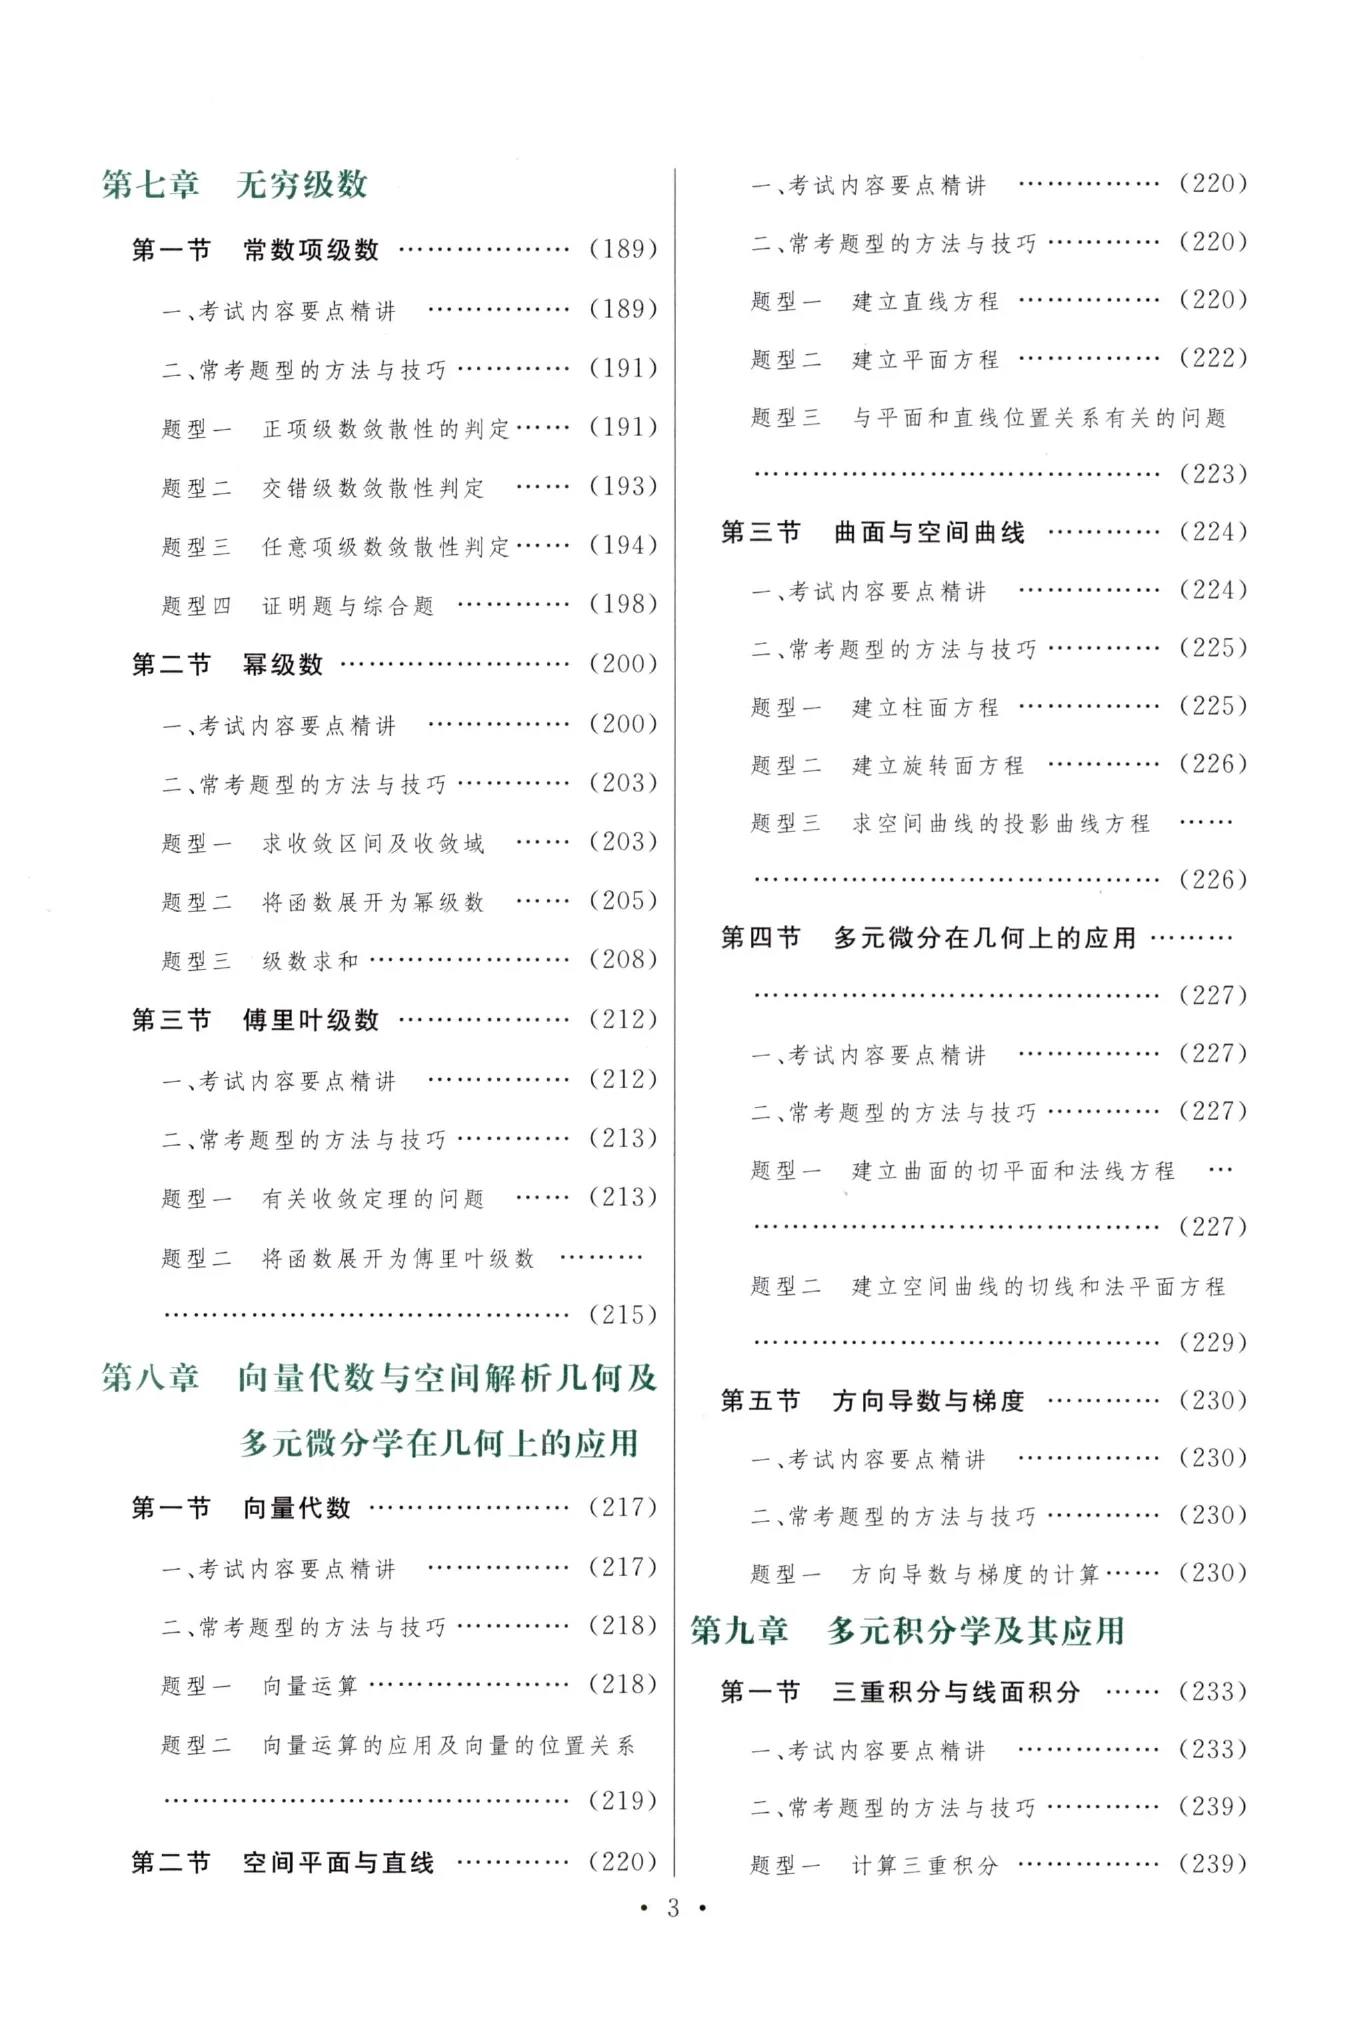 第七章 无穷级数
第一节 常数项级数 ……………… (189)
一、考试内容要点精讲 …………… (189)
二、常考题型的方法与技巧 ………… (191)
题型一 正项级数敛散性的判定 …… (191)
题型二 交错级数敛散性判定 …… (193)
题型三 任意项级数敛散性判定 …… (194)
题型四 证明题与综合题 ………… (198)
第二节 幂级数 …………………… (200)
一、考试内容要点精讲 …………… (200)
二、常考题型的方法与技巧 ………… (203)
题型一 求收敛区间及收敛域 …… (203)
题型二 将函数展开为幂级数 …… (205)
题型三 级数求和 ………………… (208)
第三节 傅里叶级数 ……………… (212)
一、考试内容要点精讲 …………… (212)
二、常考题型的方法与技巧 ………… (213)
题型一 有关收敛定理的问题 …… (213)
题型二 将函数展开为傅里叶级数 ………
…………………………………… (215)
第八章 向量代数与空间解析几何及
多元微分学在几何上的应用
第一节 向量代数 ………………… (217)
一、考试内容要点精讲 …………… (217)
二、常考题型的方法与技巧 ………… (218)
题型一 向量运算 ………………… (218)
题型二 向量运算的应用及向量的位置关系
…………………………………… (219)
第二节 空间平面与直线 ………… (220)
一、考试内容要点精讲 …………… (220)
二、常考题型的方法与技巧 ………… (220)
题型一 建立直线方程 …………… (220)
题型二 建立平面方程 …………… (222)
题型三 与平面和直线位置关系有关的问题
…………………………………… (223)
第三节 曲面与空间曲线 ………… (224)
一、考试内容要点精讲 …………… (224)
二、常考题型的方法与技巧 ………… (225)
题型一 建立柱面方程 …………… (225)
题型二 建立旋转面方程 ………… (226)
题型三 求空间曲线的投影曲线方程 ……
…………………………………… (226)
第四节 多元微分在几何上的应用 ………
…………………………………… (227)
一、考试内容要点精讲 …………… (227)
二、常考题型的方法与技巧 ………… (227)
题型一 建立曲面的切平面和法线方程 …
…………………………………… (227)
题型二 建立空间曲线的切线和法平面方程
…………………………………… (229)
第五节 方向导数与梯度 ………… (230)
一、考试内容要点精讲 …………… (230)
二、常考题型的方法与技巧 ………… (230)
题型一 方向导数与梯度的计算 …… (230)
第九章 多元积分学及其应用
第一节 三重积分与线面积分 …… (233)
一、考试内容要点精讲 …………… (233)
二、常考题型的方法与技巧 ………… (239)
题型一 计算三重积分 …………… (239)
· 3 ·